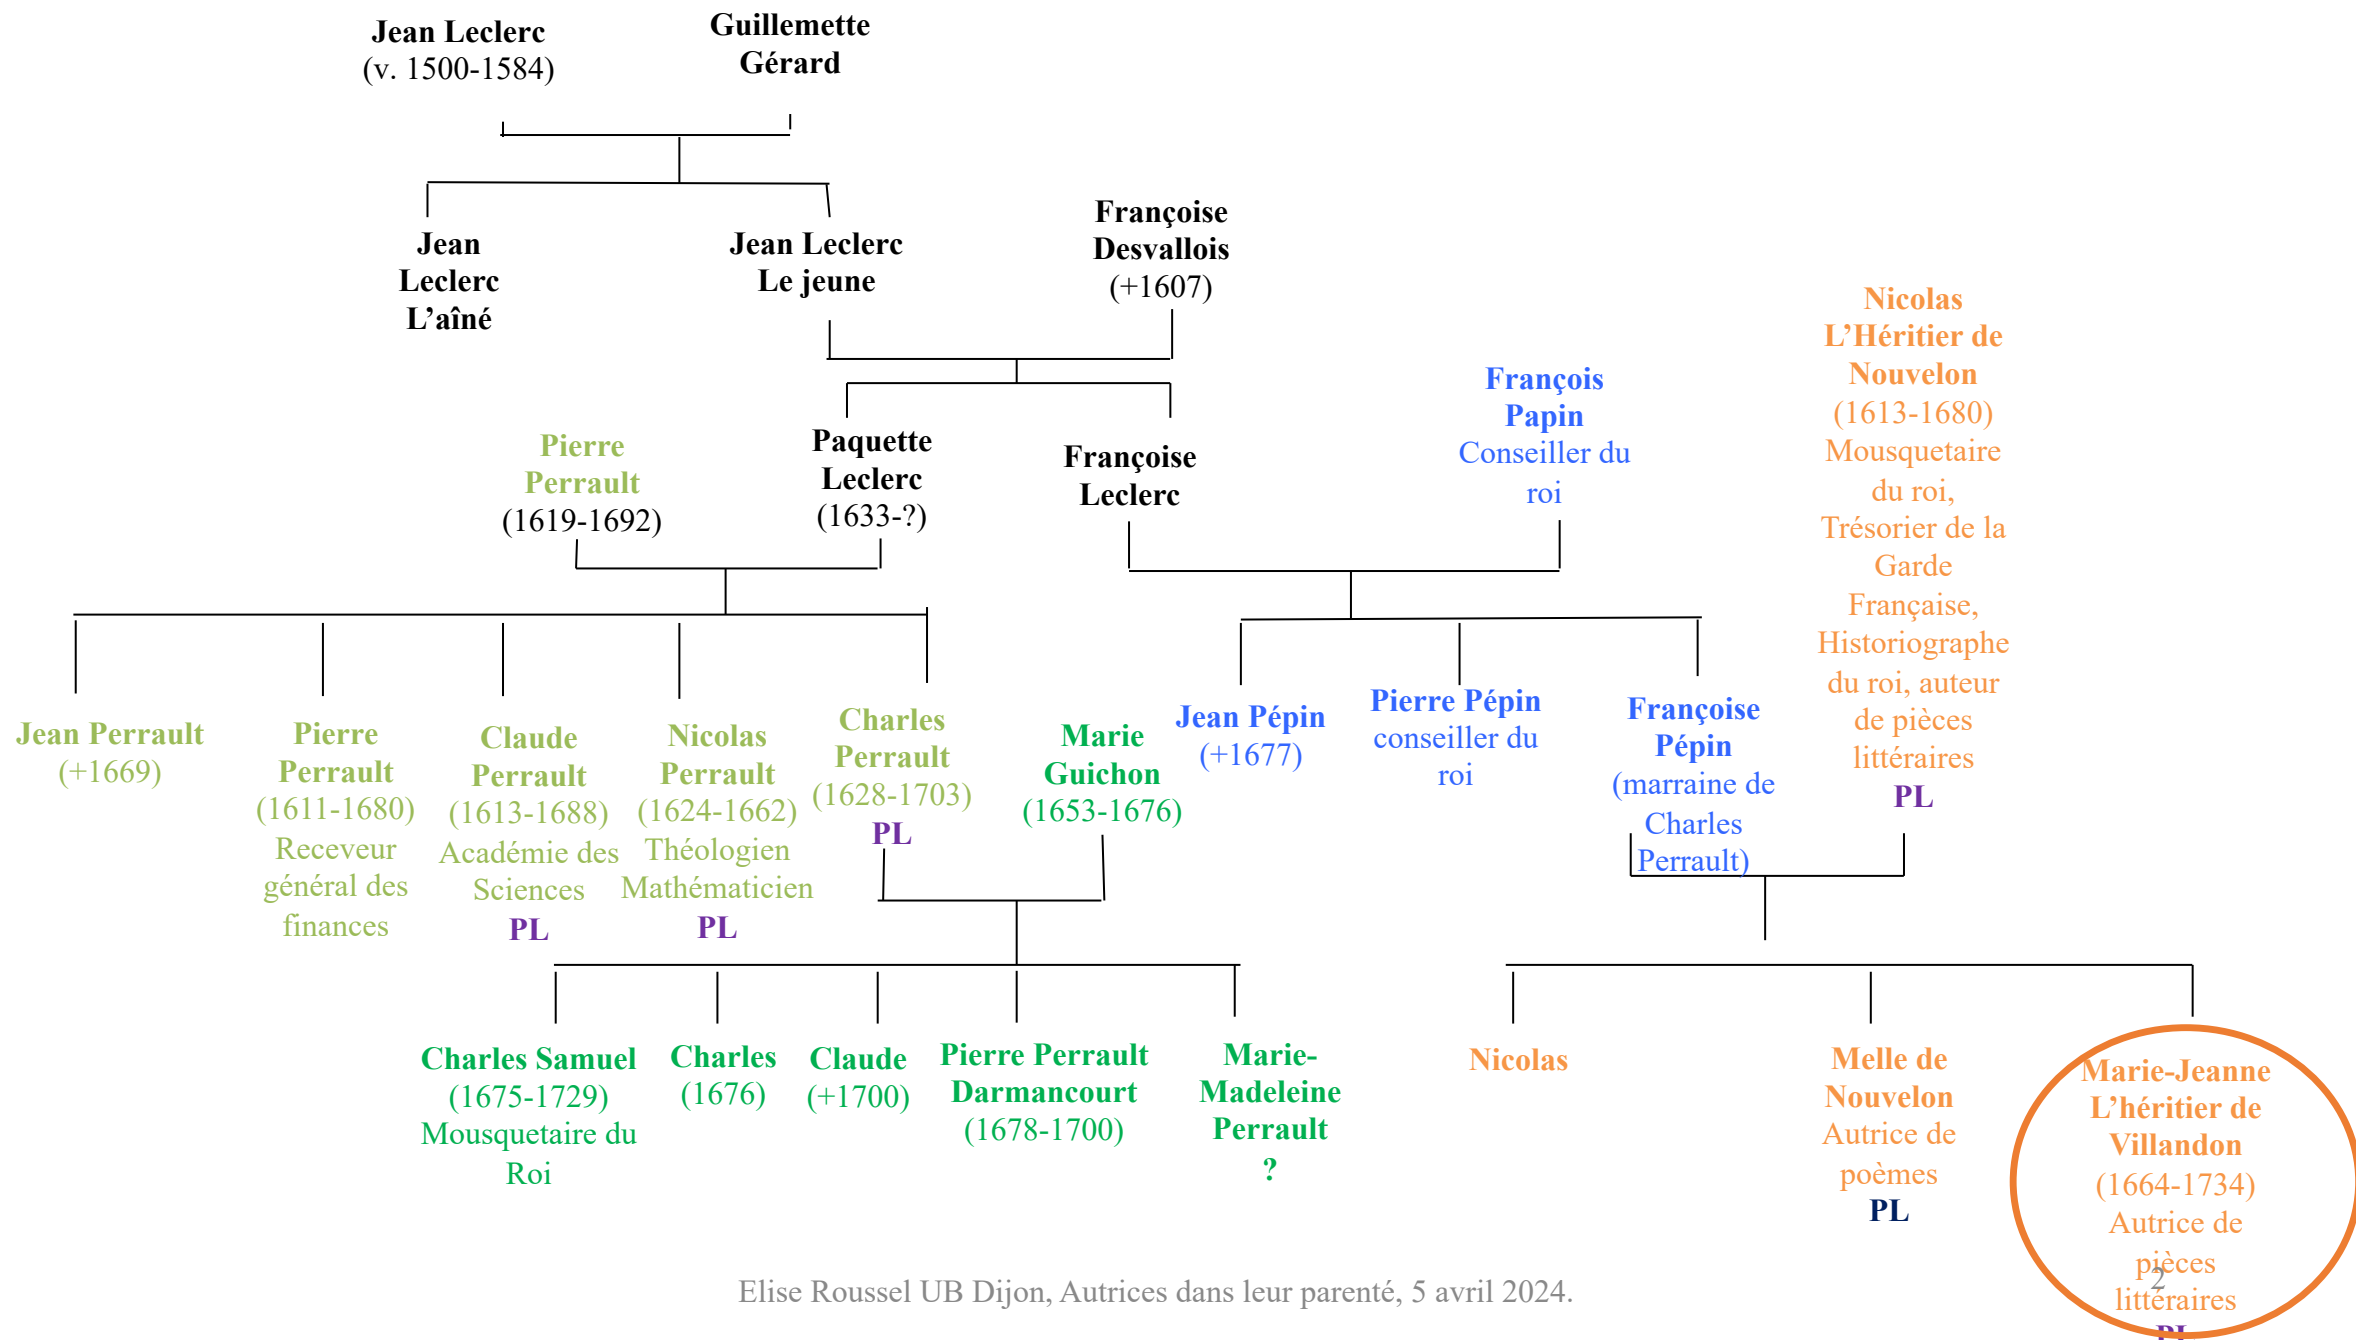 Jean Leclerc
(v. 1500-1584)
Guillemette
Gérard
Jean
Leclerc
L’aîné
Jean Leclerc
Le jeune
Françoise
Desvallois
(+1607)
Pierre
Perrault
(1619-1692)
Paquette
Leclerc
(1633-?)
Françoise
Leclerc
François
Papin
Conseiller du
roi
Nicolas
L’Héritier de
Nouvelon
(1613-1680)
Mousquetaire
du roi,
Trésorier de la
Garde
Française,
Historiographe
du roi, auteur
de pièces
littéraires
PL
Jean Perrault
(+1669)
Pierre
Perrault
(1611-1680)
Receveur
général des
finances
Claude
Perrault
(1613-1688)
Académie des
Sciences
PL
Nicolas
Perrault
(1624-1662)
Théologien
Mathématicien
PL
Charles
Perrault
(1628-1703)
PL
Marie
Guichon
(1653-1676)
Jean Pépin
(+1677)
Pierre Pépin
conseiller du
roi
Françoise
Pépin
(marraine de
Charles
Perrault)
Charles Samuel
(1675-1729)
Mousquetaire du
Roi
Charles
(1676)
Claude
(+1700)
Pierre Perrault
Darmancourt
(1678-1700)
Marie-
Madeleine
Perrault
?
Nicolas
Melle de
Nouvelon
Autrice de
poèmes
PL
Marie-Jeanne
L’héritier de
Villandon
(1664-1734)
Autrice de
pièces
littéraires
PL
Elise Roussel UB Dijon, Autrices dans leur parenté, 5 avril 2024.
2